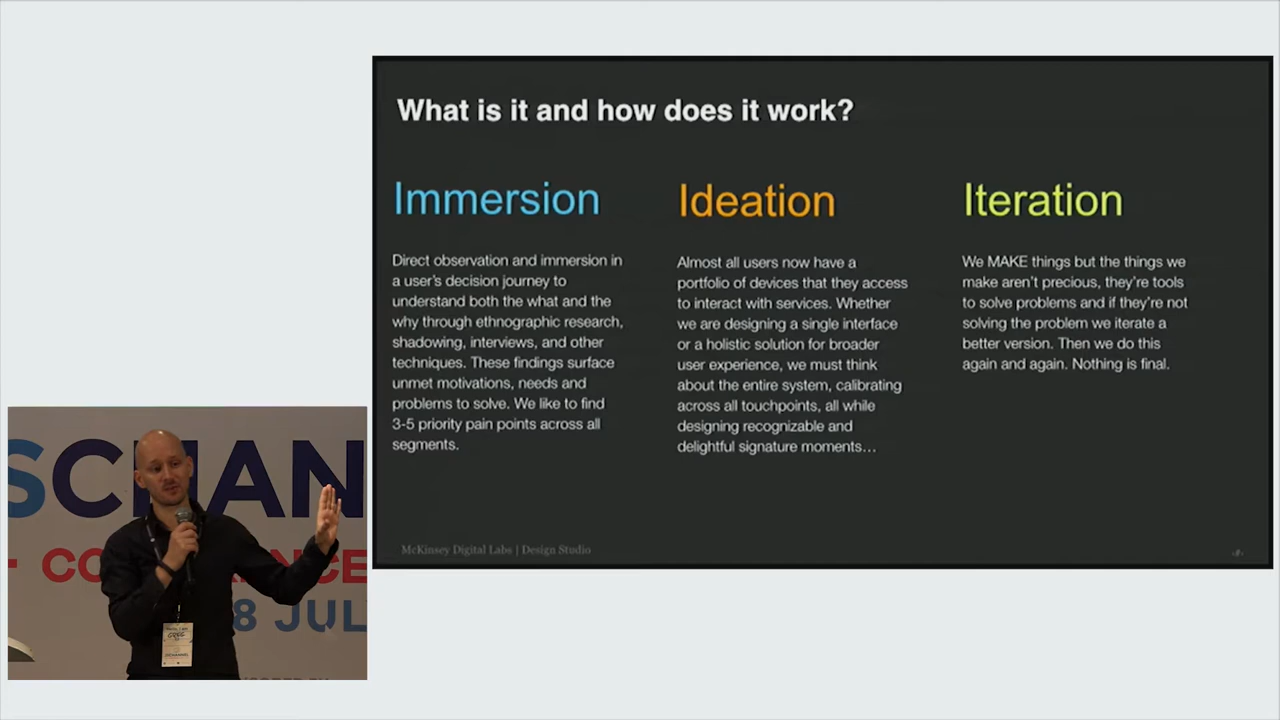 What is it and how does it work?
Immersion
Direct observation and immersion in
a user's decision journey to
understand both the what and the
why through ethnographic research,
shadowing, interviews, and other
techniques. These findings surface
unmet motivations, needs and
problems to solve. We like to find
3-5 priority pain points across all
segments.
Ideation
Almost all users now have a
portfolio of devices that they access
to interact with services. Whether
we are designing a single interface
or a holistic solution for broader
user experience, we must think
about the entire system, calibrating
across all touchpoints, all while
designing recognizable and
delightful signature moments…
Iteration
We MAKE things but the things we
make aren't precious, they're tools
to solve problems and if they're not
solving the problem we iterate a
better version. Then we do this
again and again. Nothing is final.
McKinsey Digital Labs | Design Studio
SCHAN
8 JUL